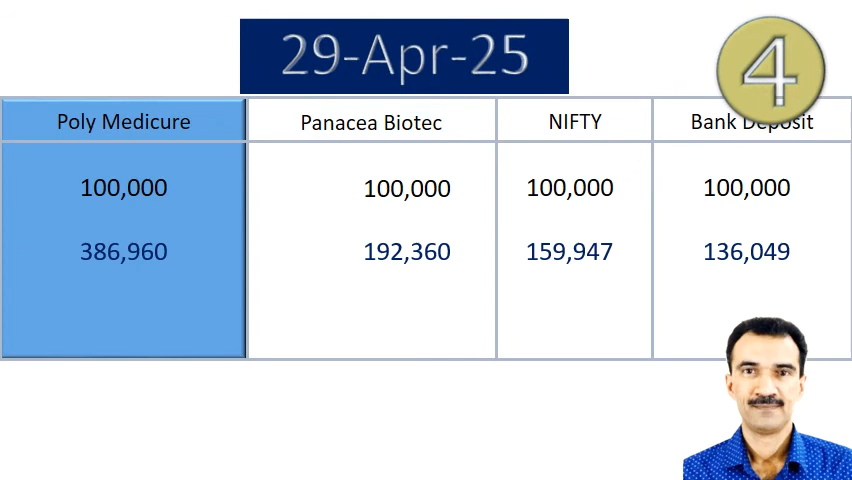 29-Apr-25
4
Poly Medicure Panacea Biotec NIFTY Bank Deposit
100,000 100,000 100,000 100,000
386,960 192,360 159,947 136,049